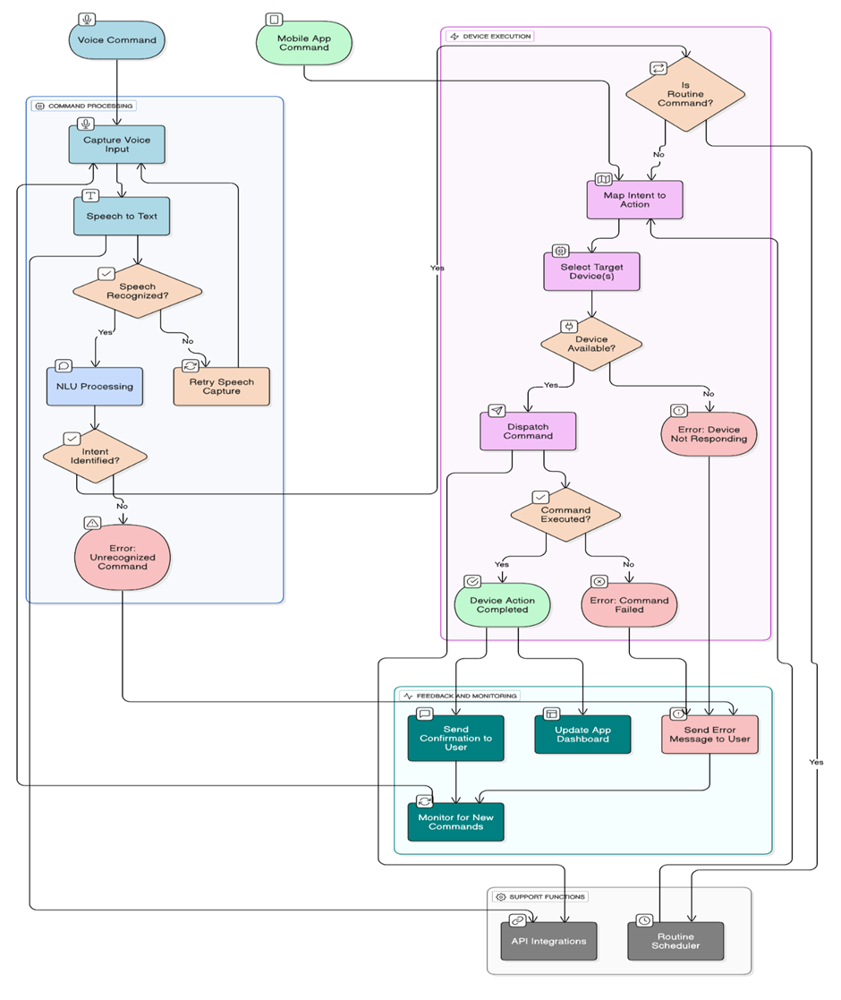 Voice Command
Mobile App
Command
DEVICE EXECUTION
Is
Routine
Command?
COMMAND PROCESSING
Capture Voice
Input
No
Map Intent to
Action
T
Speech to Text
Select Target
Device(s)
Yes
Speech
Recognized?
Yes
No
Device
Available?
NLU Processing
Retry Speech
Capture
Yes
No
Dispatch
Command
Error: Device
Not Responding
Intent
Identified?
No
Command
Executed?
Error:
Unrecognized
Command
Yes
No
Device Action
Completed
Error: Command
Failed
FEEDBACK AND MONITORING
Send
Confirmation to
User
Update App
Dashboard
Send Error
Message to User
Yes
Monitor for New
Commands
SUPPORT FUNCTIONS
API Integrations
Routine
Scheduler